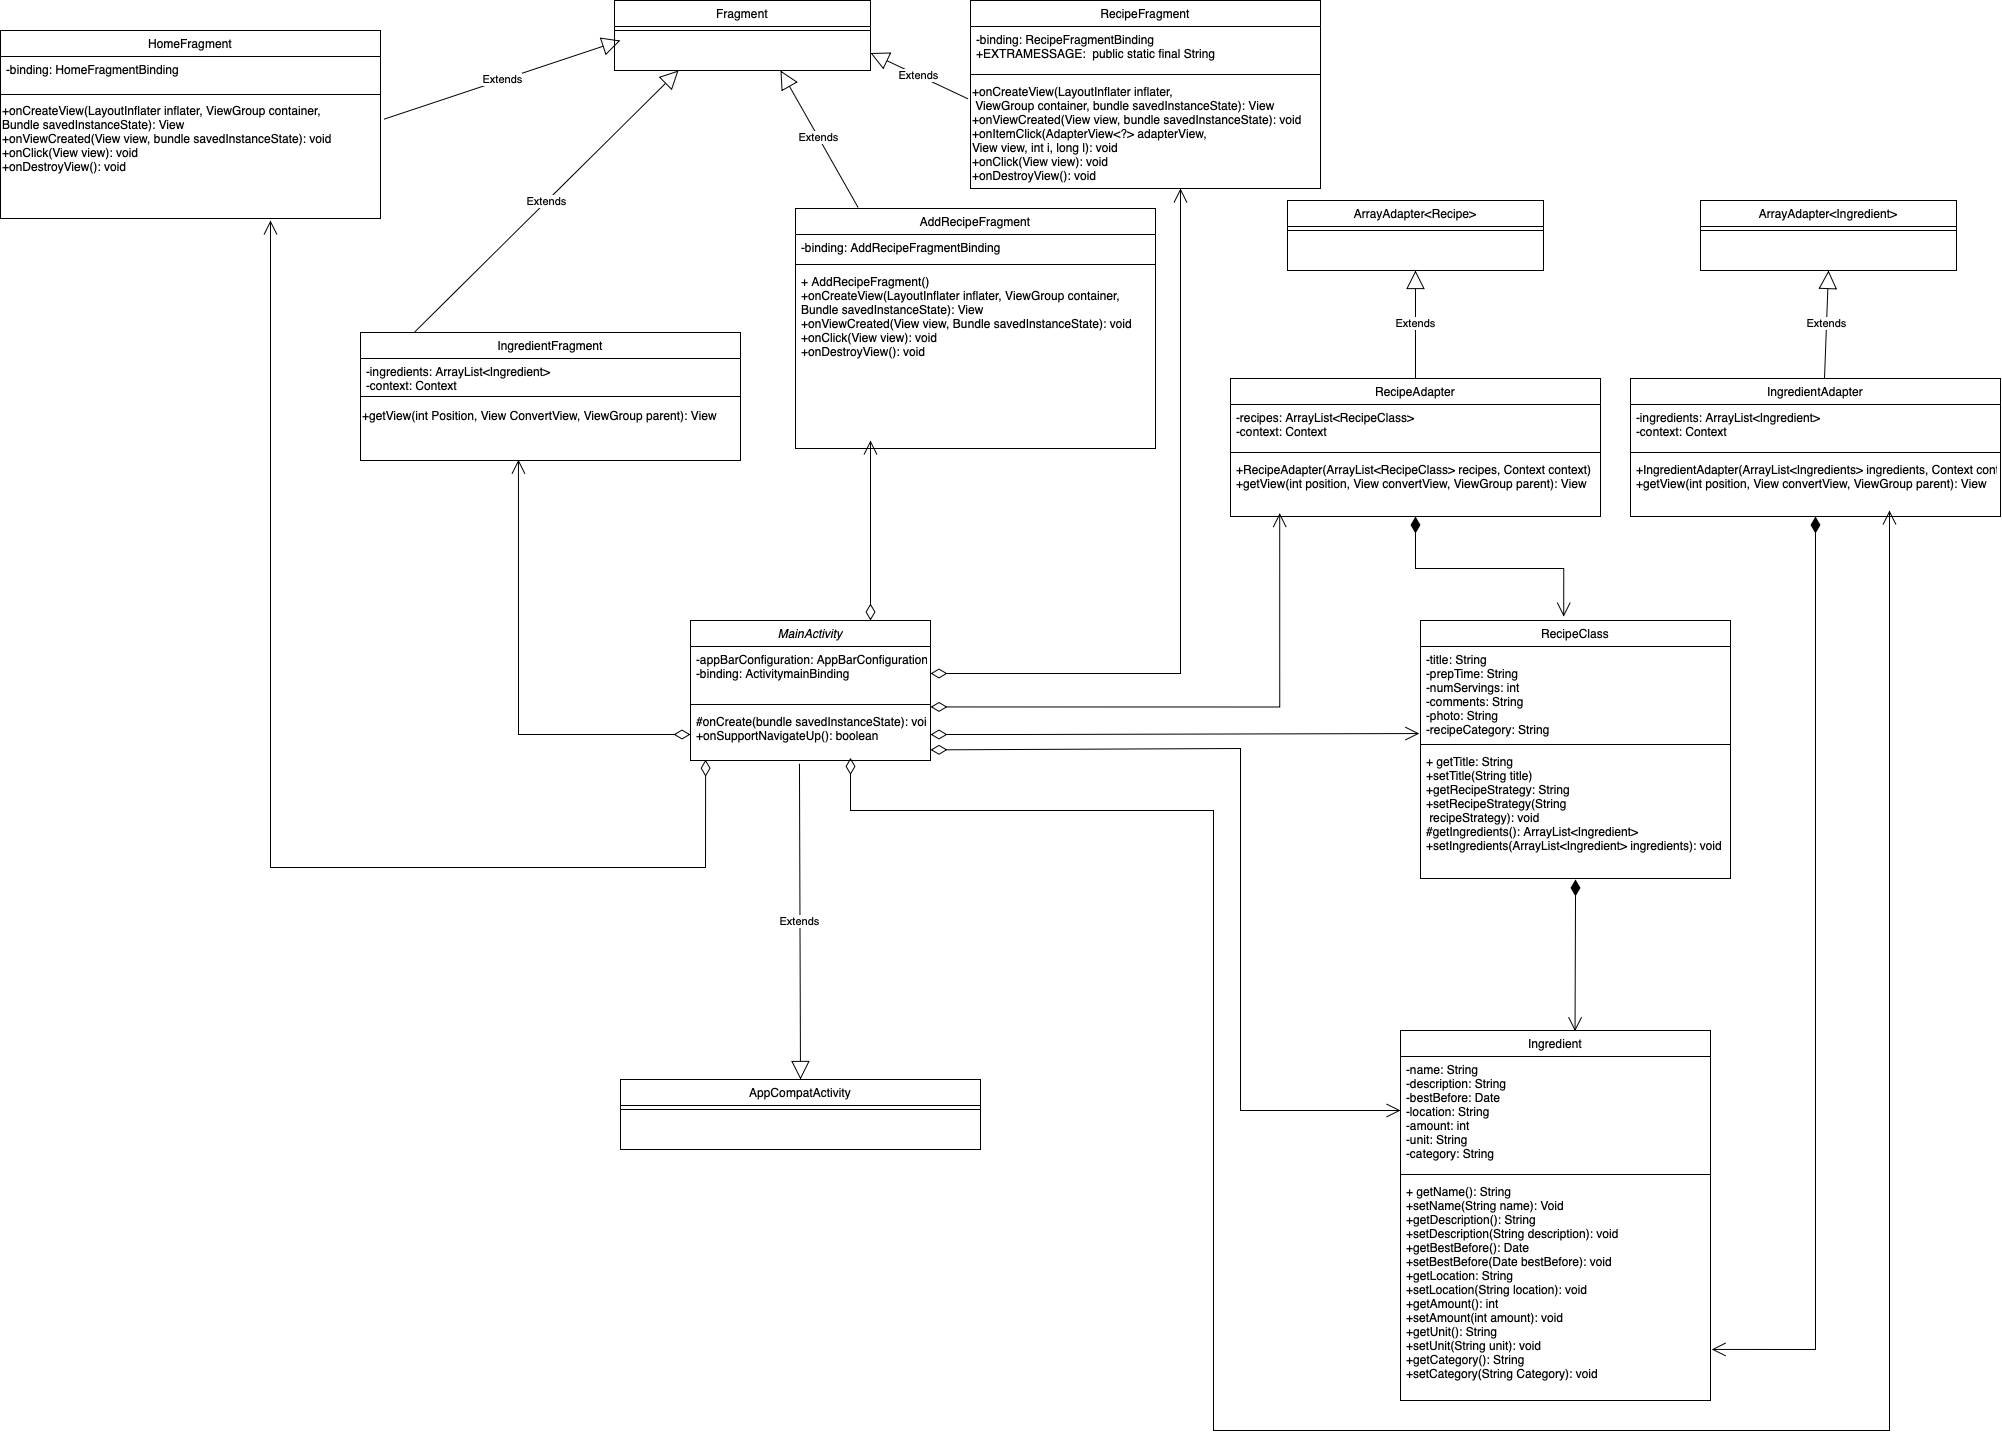 Fragment
RecipeFragment
-binding: RecipeFragmentBinding
+EXTRAMESSAGE:  public static final String
+onCreateView(LayoutInflater inflater,
ViewGroup container, bundle savedInstanceState): View
+onViewCreated(View view, bundle savedInstanceState): void
+onItemClick(AdapterView<?> adapterView,
View view, int i, long l): void
+onClick(View view): void
+onDestroyView(): void
HomeFragment
-binding: HomeFragmentBinding
+onCreateView(LayoutInflater inflater, ViewGroup container,
Bundle savedInstanceState): View
+onViewCreated(View view, bundle savedInstanceState): void
+onClick(View view): void
+onDestroyView(): void
Extends
Extends
Extends
Extends
AddRecipeFragment
-binding: AddRecipeFragmentBinding
+ AddRecipeFragment()
+onCreateView(LayoutInflater inflater, ViewGroup container,
Bundle savedInstanceState): View
+onViewCreated(View view, Bundle savedInstanceState): void
+onClick(View view): void
+onDestroyView(): void
ArrayAdapter<Recipe>
ArrayAdapter<Ingredient>
Extends
Extends
IngredientFragment
-ingredients: ArrayList<Ingredient>
-context: Context
+getView(int Position, View ConvertView, ViewGroup parent): View
RecipeAdapter
-recipes: ArrayList<RecipeClass>
-context: Context
+RecipeAdapter(ArrayList<RecipeClass> recipes, Context context)
+getView(int position, View convertView, ViewGroup parent): View
IngredientAdapter
-ingredients: ArrayList<Ingredient>
-context: Context
+IngredientAdapter(ArrayList<Ingredients> ingredients, Context cont
+getView(int position, View convertView, ViewGroup parent): View
MainActivity
-appBarConfiguration: AppBarConfiguration
-binding: ActivitymainBinding
#onCreate(bundle savedInstanceState): voi
+onSupportNavigateUp(): boolean
RecipeClass
-title: String
-prepTime: String
-numServings: int
-comments: String
-photo: String
-recipeCategory: String
+ getTitle: String
+setTitle(String title)
+getRecipeStrategy: String
+setRecipeStrategy(String
recipeStrategy): void
#getIngredients(): ArrayList<Ingredient>
+setIngredients(ArrayList<Ingredient> ingredients): void
Extends
AppCompatActivity
Ingredient
-name: String
-description: String
-bestBefore: Date
-location: String
-amount: int
-unit: String
-category: String
+ getName(): String
+setName(String name): Void
+getDescription(): String
+setDescription(String description): void
+getBestBefore(): Date
+setBestBefore(Date bestBefore): void
+getLocation: String
+setLocation(String location): void
+getAmount(): int
+setAmount(int amount): void
+getUnit(): String
+setUnit(String unit): void
+getCategory(): String
+setCategory(String Category): void